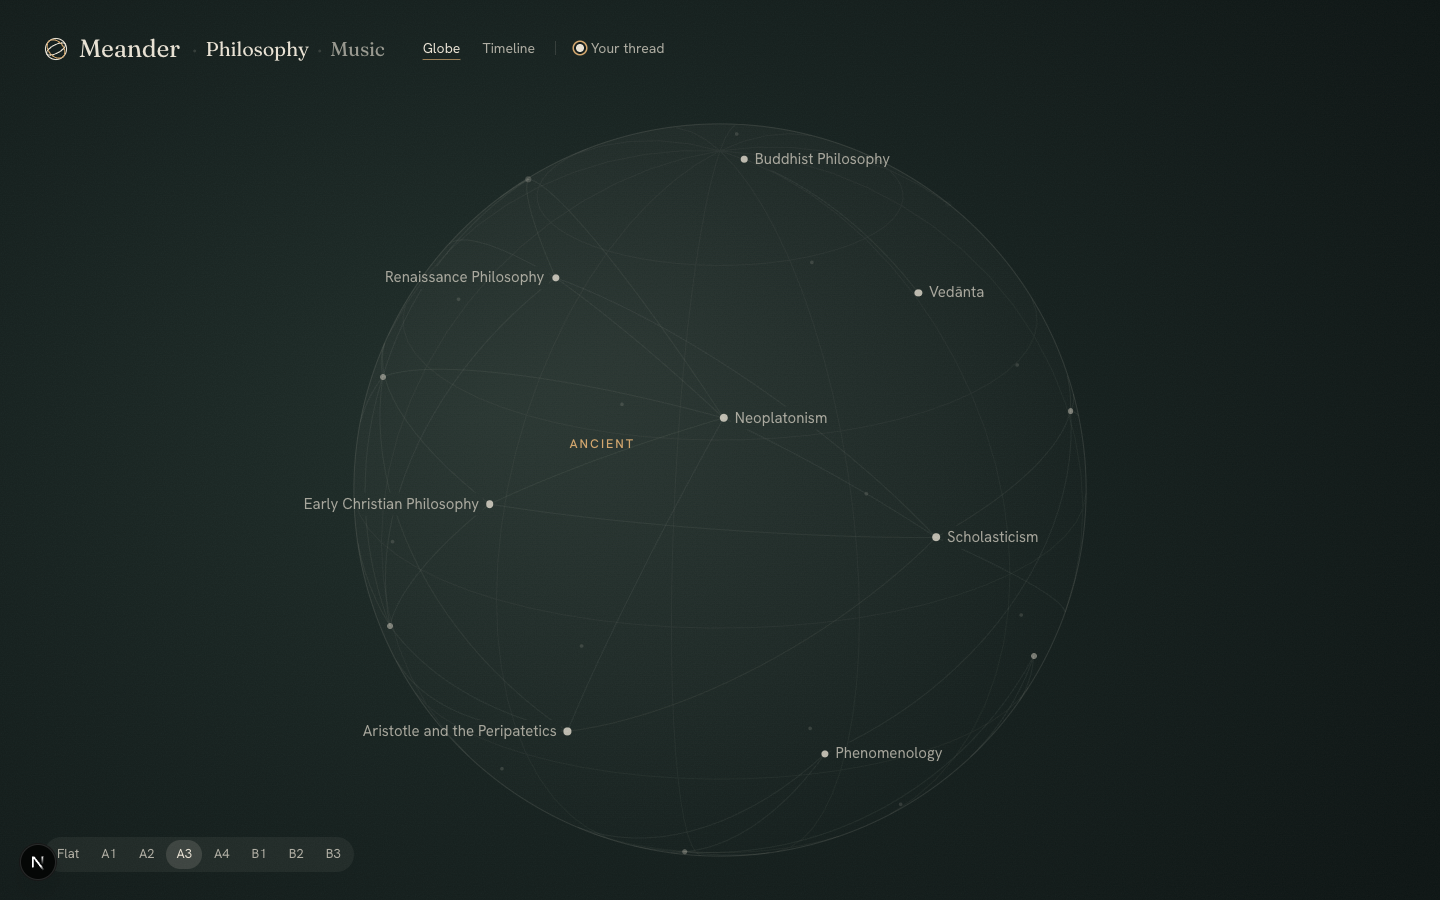 Meander · Philosophy · Music Globe Timeline Your thread
Buddhist Philosophy
Renaissance Philosophy
Vedānta
Neoplatonism
ANCIENT
Early Christian Philosophy
Scholasticism
Aristotle and the Peripatetics
Phenomenology
N Flat A1 A2 A3 A4 B1 B2 B3